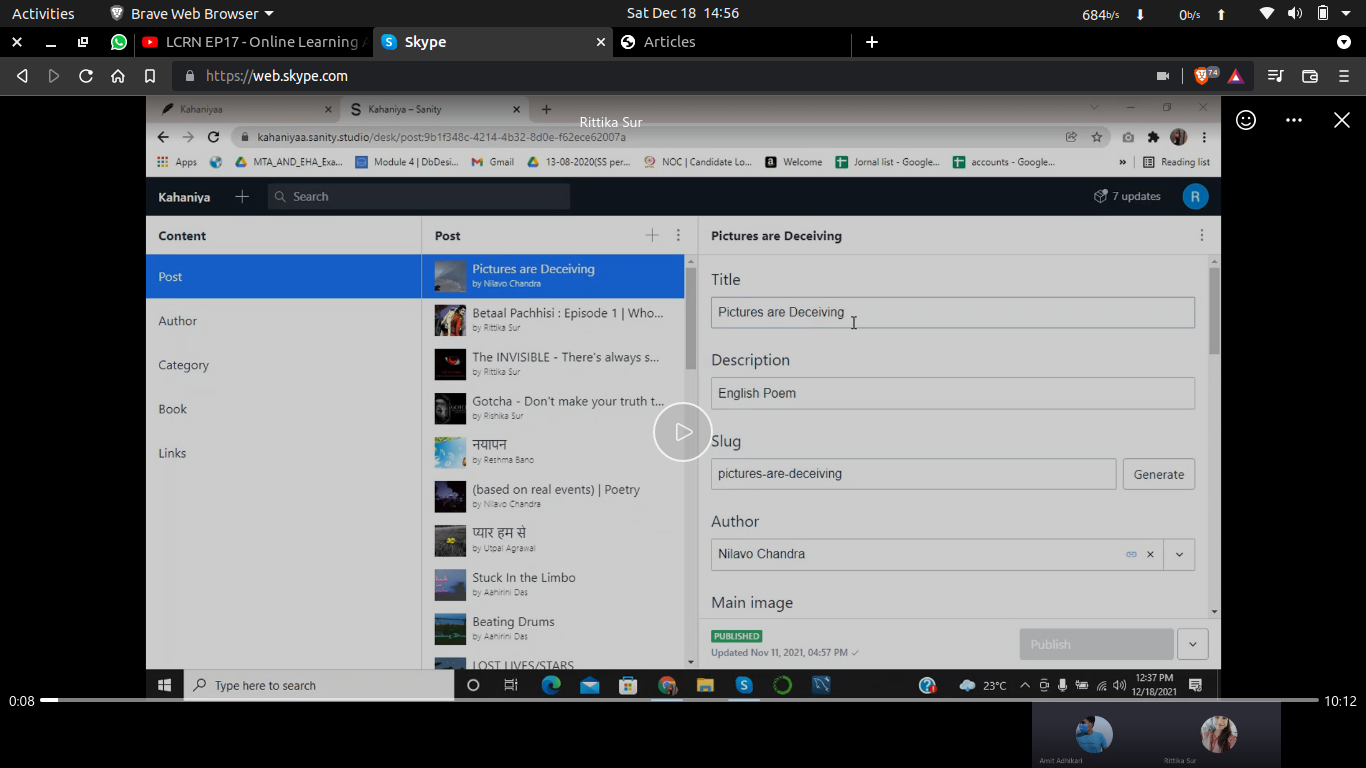 Activities Brave Web Browser Sat Dec 18 14:56 684b/s 0b/s
LCRN EP17 - Online Learning Skype Articles
https://web.skype.com 74
Kahaniyaa Kahaniya – Sanity
Rittika Sur
kahaniyaa.sanity.studio/desk/post;9b1f348c-4214-4b32-8d0e-f62ece62007a
Apps MTA_AND_EHA_Exa... Module 4 | DbDesi... Gmail 13-08-2020(SS per... NOC | Candidate Lo... Welcome Jornal list - Google... accounts - Google... » Reading list
Kahaniya Search 7 updates R
Content Post Pictures are Deceiving
Post
Author
Category
Book
Links
Pictures are Deceiving
by Nilavo Chandra
Betaal Pachhisi : Episode 1 | Who...
by Rittika Sur
The INVISIBLE - There's always s...
by Rittika Sur
Gotcha - Don't make your truth t...
by Rishika Sur
नयापन
by Reshma Bano
(based on real events) | Poetry
by Nilavo Chandra
प्यार हम से
by Utpal Agrawal
Stuck In the Limbo
by Aahirini Das
Beating Drums
by Aahirini Das
LOST LIVES/STARS
Title
Pictures are Deceiving
Description
English Poem
Slug
pictures-are-deceiving Generate
Author
Nilavo Chandra
Main image
PUBLISHED
Updated Nov 11, 2021, 04:57 PM
Publish
Type here to search 23°C 12:37 PM
12/18/2021
0:08 10:12
Amit Adhikari Rittika Sur